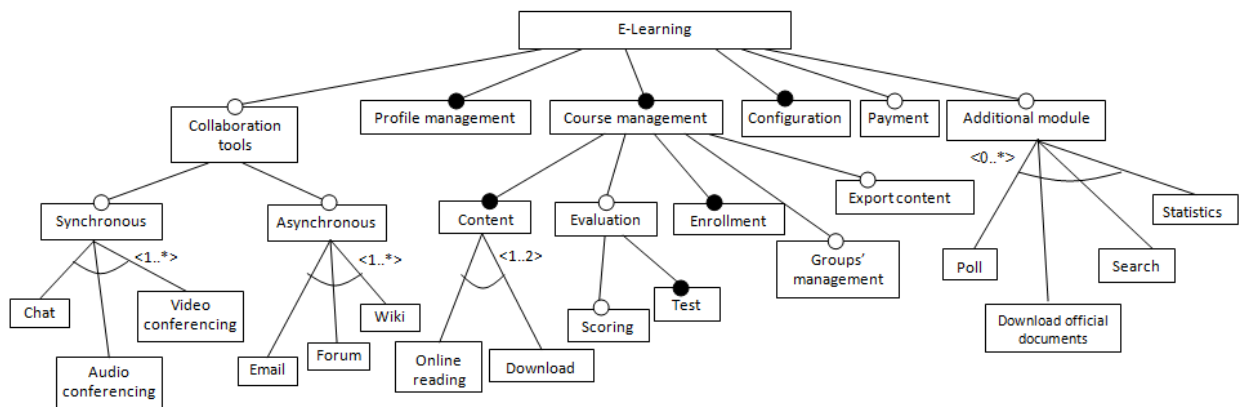 E-Learning
Collaboration
tools
Profile management
Course management
Configuration
Payment
Additional module
<0..*>
Synchronous
Asynchronous
Content
Evaluation
Enrollment
Export content
Statistics
<1..*>
<1..*>
<1..2>
Groups’
management
Poll
Search
Chat
Video
conferencing
Wiki
Test
Scoring
Download official
documents
Audio
conferencing
Email
Forum
Online
reading
Download